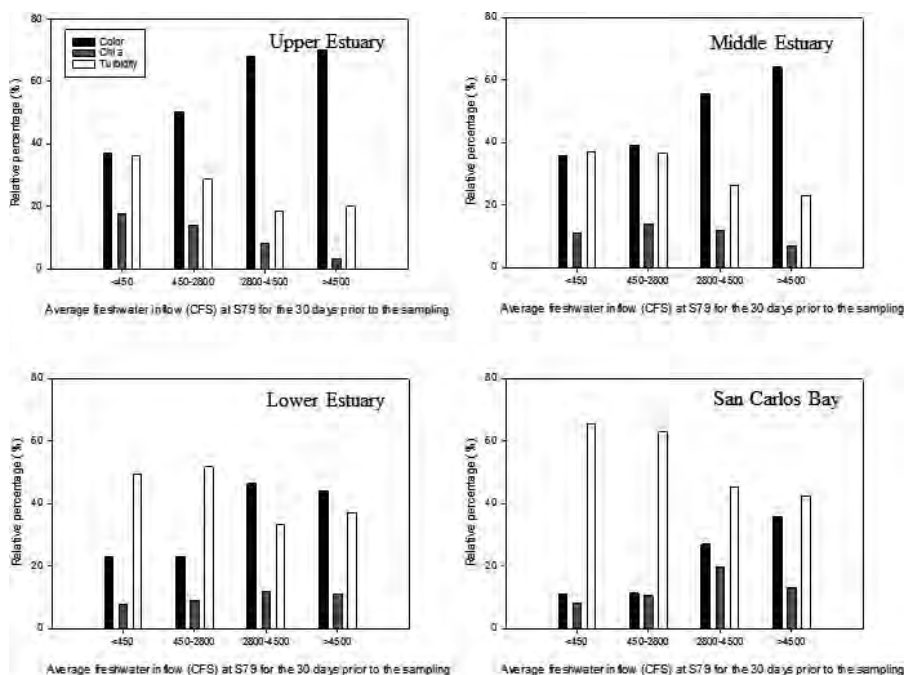 Upper Estuary
Color
Chl a
Turbidity
80
60
40
20
0
Relative percentage (%)
<450
450-2800
2800-4500
>4500
Average freshwater inflow (CFS) at S79 for the 30 days prior to the sampling
Middle Estuary
80
60
40
20
0
Relative percentage (%)
<450
450-2800
2800-4500
>4500
Average freshwater inflow (CFS) at S79 for the 30 days prior to the sampling
Lower Estuary
80
60
40
20
0
Relative percentage (%)
<450
450-2800
2800-4500
>4500
Average freshwater inflow (CFS) at S79 for the 30 days prior to the sampling
San Carlos Bay
80
60
40
20
0
Relative percentage (%)
<450
450-2800
2800-4500
>4500
Average freshwater inflow (CFS) at S79 for the 30 days prior to the sampling